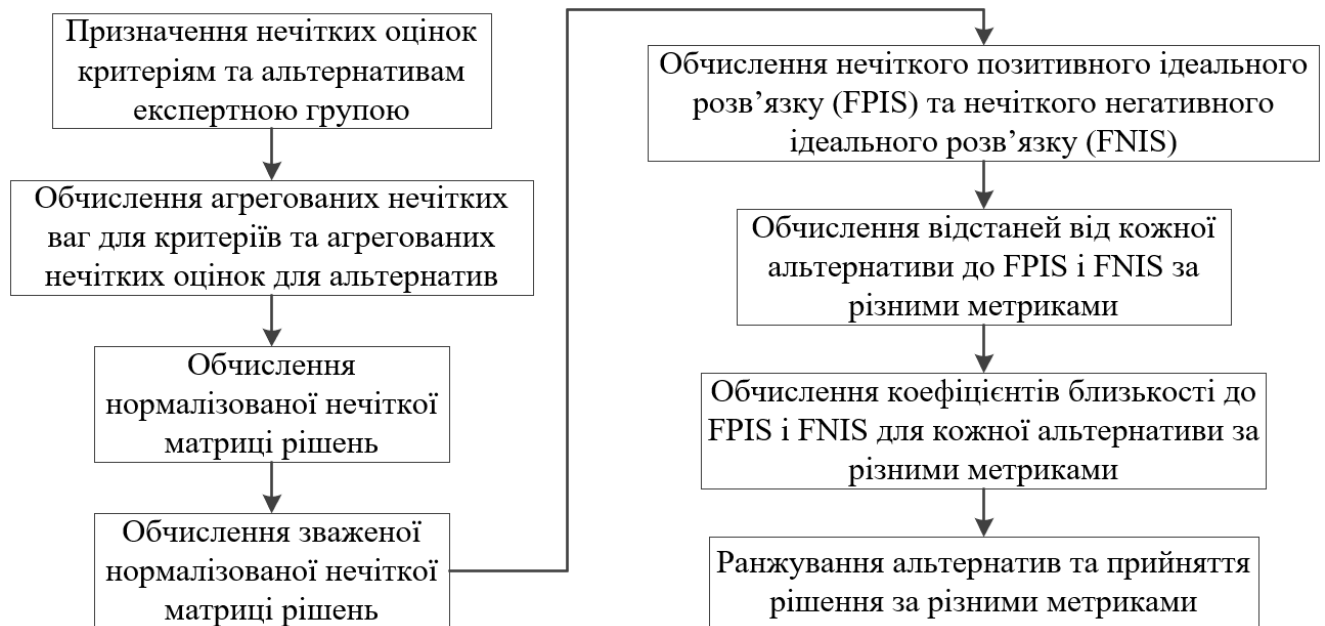 Призначення нечітких оцінок
критеріям та альтернативам
експертною групою
Обчислення агрегованих нечітких
ваг для критеріїв та агрегованих
нечітких оцінок для альтернатив
Обчислення
нормалізованої нечіткої
матриці рішень
Обчислення зваженої
нормалізованої нечіткої
матриці рішень
Обчислення нечіткого позитивного ідеального
розв’язку (FPIS) та нечіткого негативного
ідеального розв’язку (FNIS)
Обчислення відстаней від кожної
альтернативи до FPIS і FNIS за
різними метриками
Обчислення коефіцієнтів близькості до
FPIS і FNIS для кожної альтернативи за
різними метриками
Ранжування альтернатив та прийняття
рішення за різними метриками